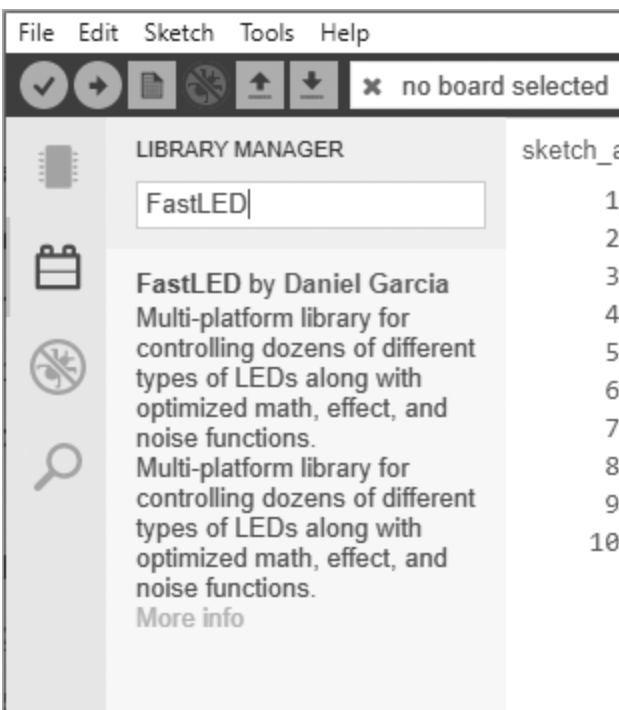 File Edit Sketch Tools Help
no board selected
LIBRARY MANAGER
sketch_a
FastLED
FastLED by Daniel Garcia
Multi-platform library for
controlling dozens of different
types of LEDs along with
optimized math, effect, and
noise functions.
Multi-platform library for
controlling dozens of different
types of LEDs along with
optimized math, effect, and
noise functions.
More info
1
2
3
4
5
6
7
8
9
10